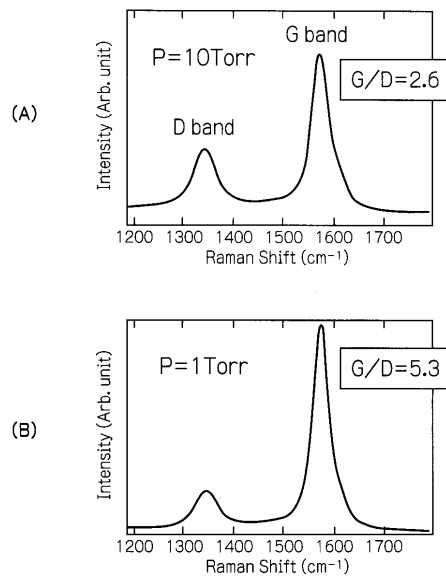 (A)
Intensity (Arb. unit)
P=10Torr
G band
G/D=2.6
D band
1200 1300 1400 1500 1600 1700
Raman Shift (cm⁻¹)
(B)
Intensity (Arb. unit)
P=1Torr
G/D=5.3
1200 1300 1400 1500 1600 1700
Raman Shift (cm⁻¹)